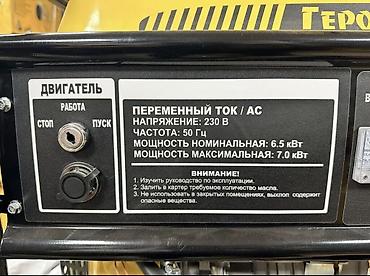 ГЕРО
ДВИГАТЕЛЬ
РАБОТА
СТОП ПУСК
ПЕРЕМЕННЫЙ ТОК / AC
НАПРЯЖЕНИЕ: 230 В
ЧАСТОТА: 50 Гц
МОЩНОСТЬ НОМИНАЛЬНАЯ: 6.5 кВт
МОЩНОСТЬ МАКСИМАЛЬНАЯ: 7.0 кВт
ВНИМАНИЕ!
1. Изучить руководство по эксплуатации.
2. Залить в картер требуемое количество масла.
3. Не использовать в закрытых помещениях, выхлоп содержит
опасные вещества.